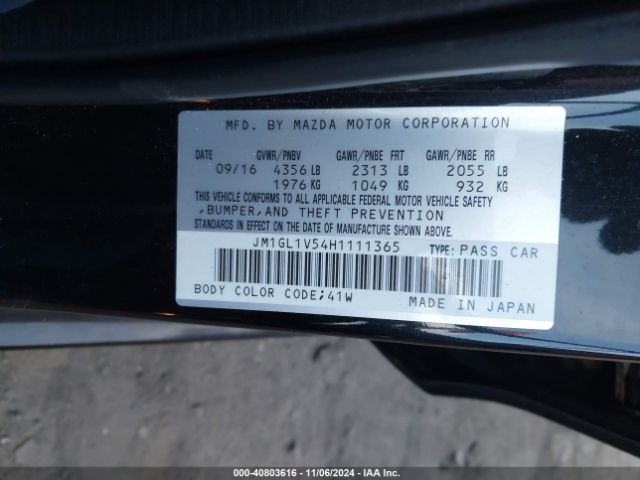 MFD. BY MAZDA MOTOR CORPORATION
DATE GVWR/PNBV GAWR/PNBE FRT GAWR/PNBE RR
09/16 4356 LB 2313 LB 2055 LB
1976 KG 1049 KG 932 KG
THIS VEHICLE CONFORMS TO ALL APPLICABLE FEDERAL MOTOR VEHICLE SAFETY
,BUMPER,AND THEFT PREVENTION
STANDARDS IN EFFECT ON THE DATE OF MANUFACTURE SHOWN ABOVE.
JM1GL1V54H1111365 TYPE: PASS CAR
BODY COLOR CODE;41W MADE IN JAPAN
000-40803616 - 11/06/2024 - IAA Inc.